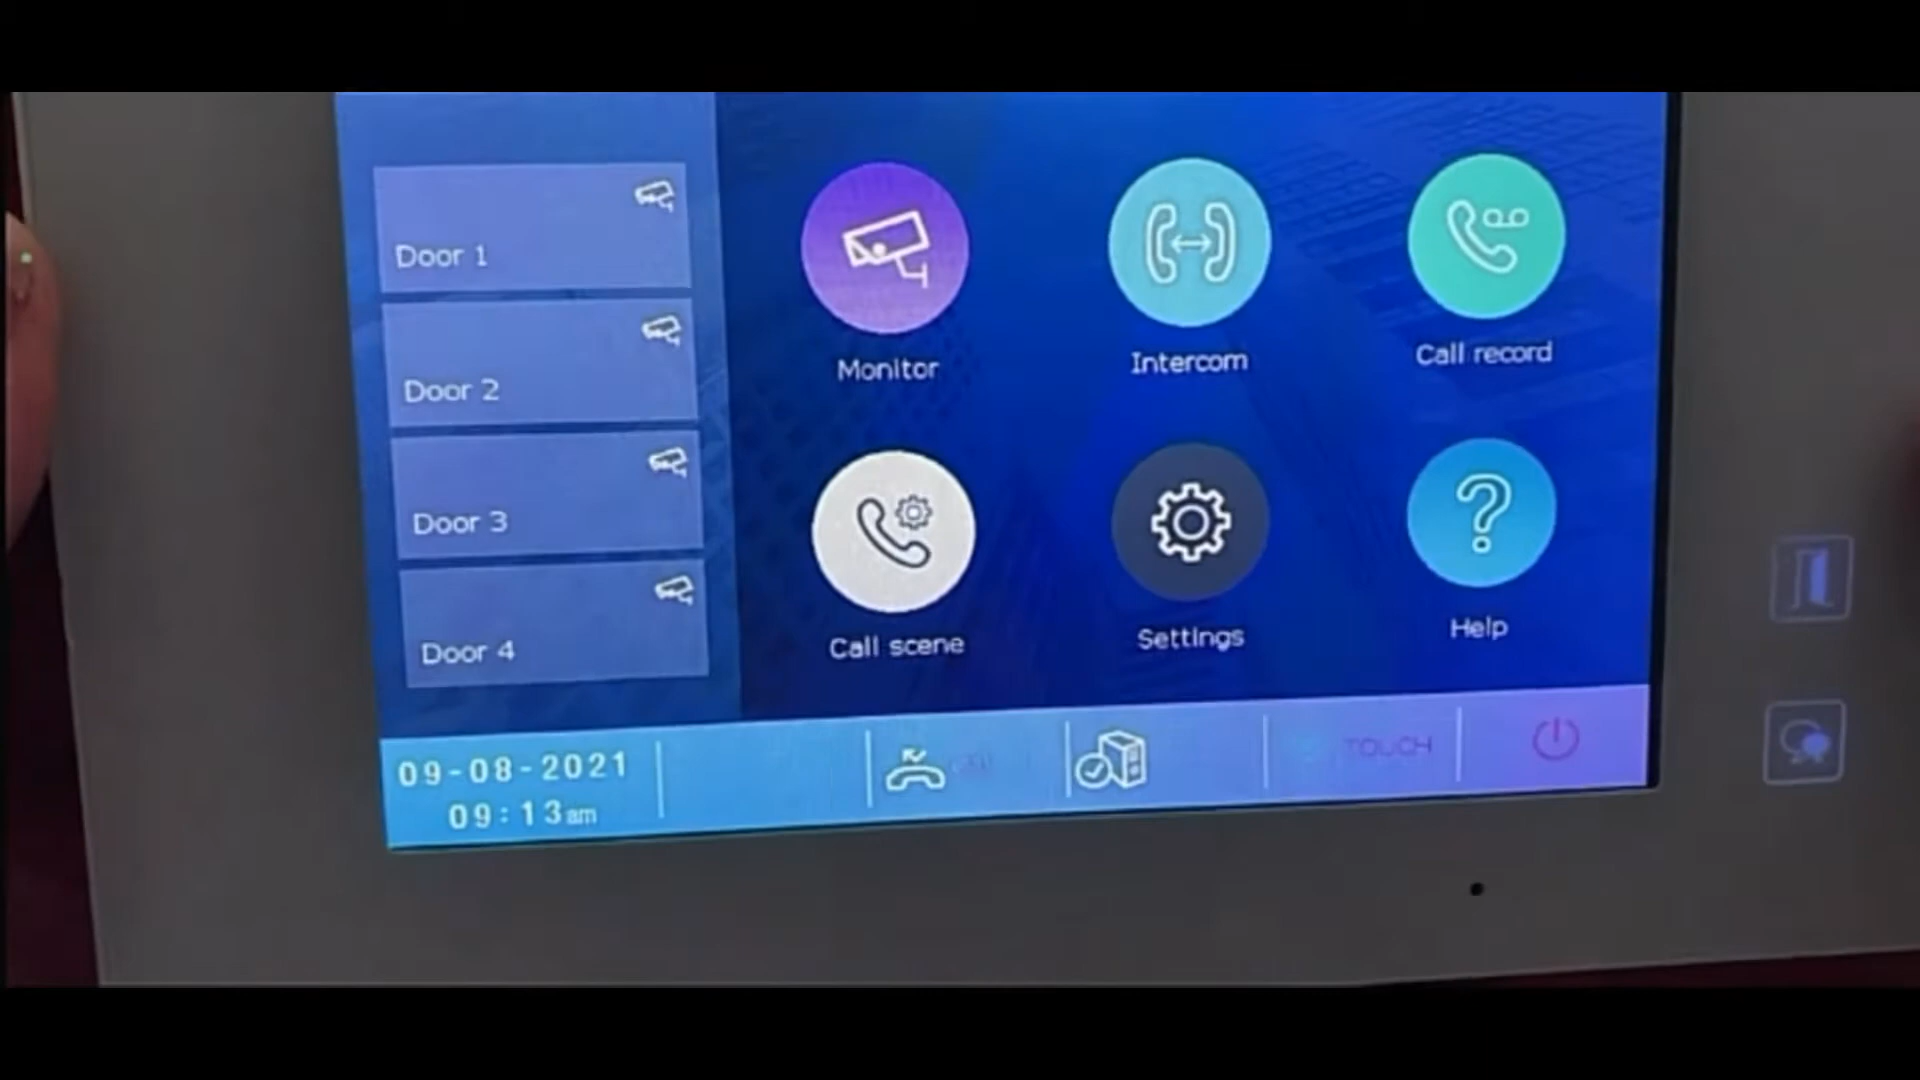 Door 1
Door 2
Door 3
Door 4
Monitor
Intercom
Call record
Call scene
Settings
Help
09-08-2021
09:13am
TOUCH